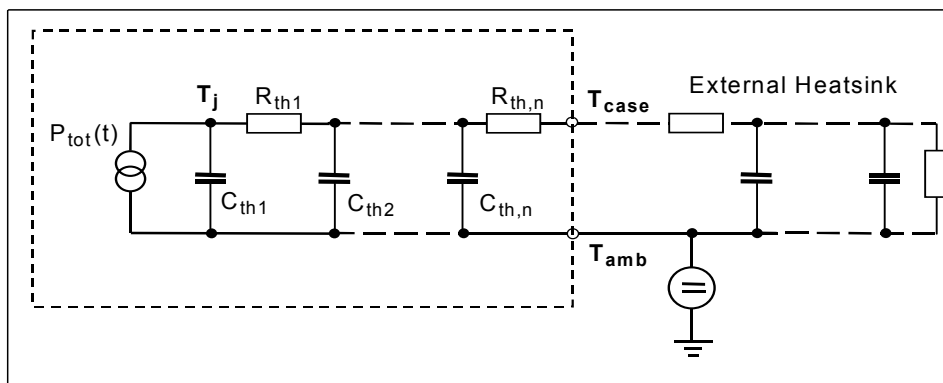 External Heatsink
T_j
R_th1
R_th,n
T_case
P_tot(t)
C_th1
C_th2
C_th,n
T_amb